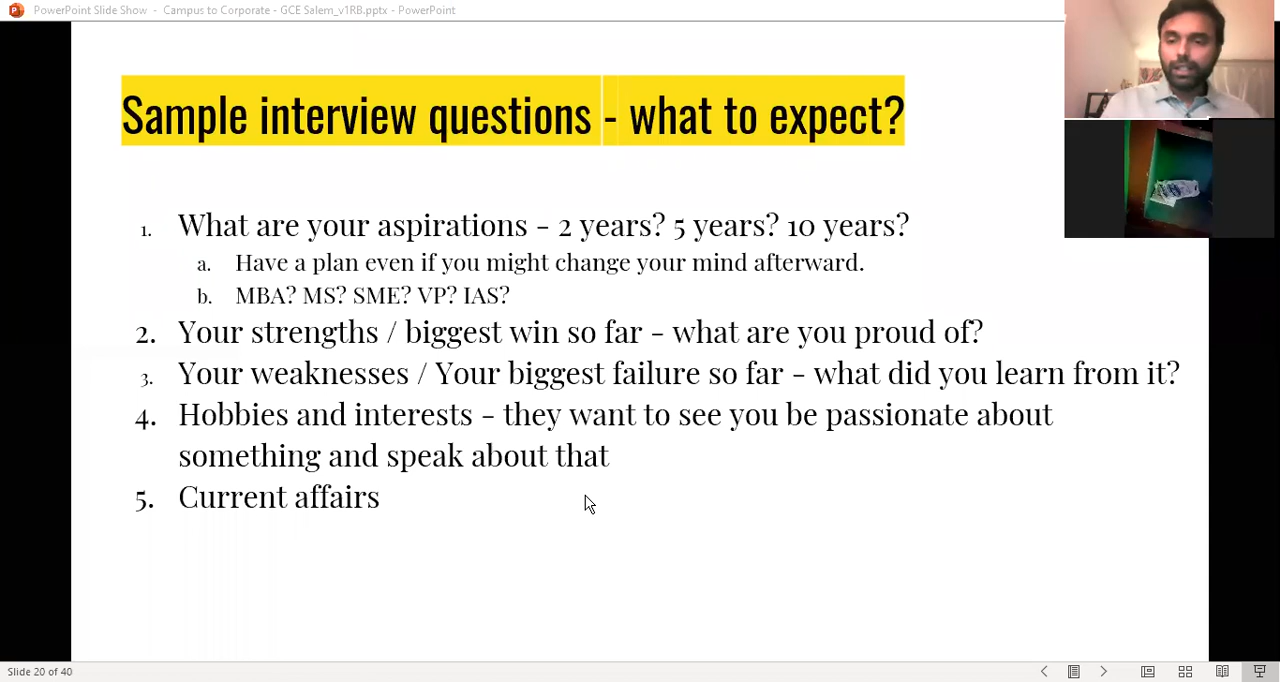 PowerPoint Slide Show - Campus to Corporate - GCE Salem_v1RB.pptx - PowerPoint
Sample interview questions - what to expect?
1. What are your aspirations - 2 years? 5 years? 10 years?
a. Have a plan even if you might change your mind afterward.
b. MBA? MS? SME? VP? IAS?
2. Your strengths / biggest win so far - what are you proud of?
3. Your weaknesses / Your biggest failure so far - what did you learn from it?
4. Hobbies and interests - they want to see you be passionate about
something and speak about that
5. Current affairs
Slide 20 of 40